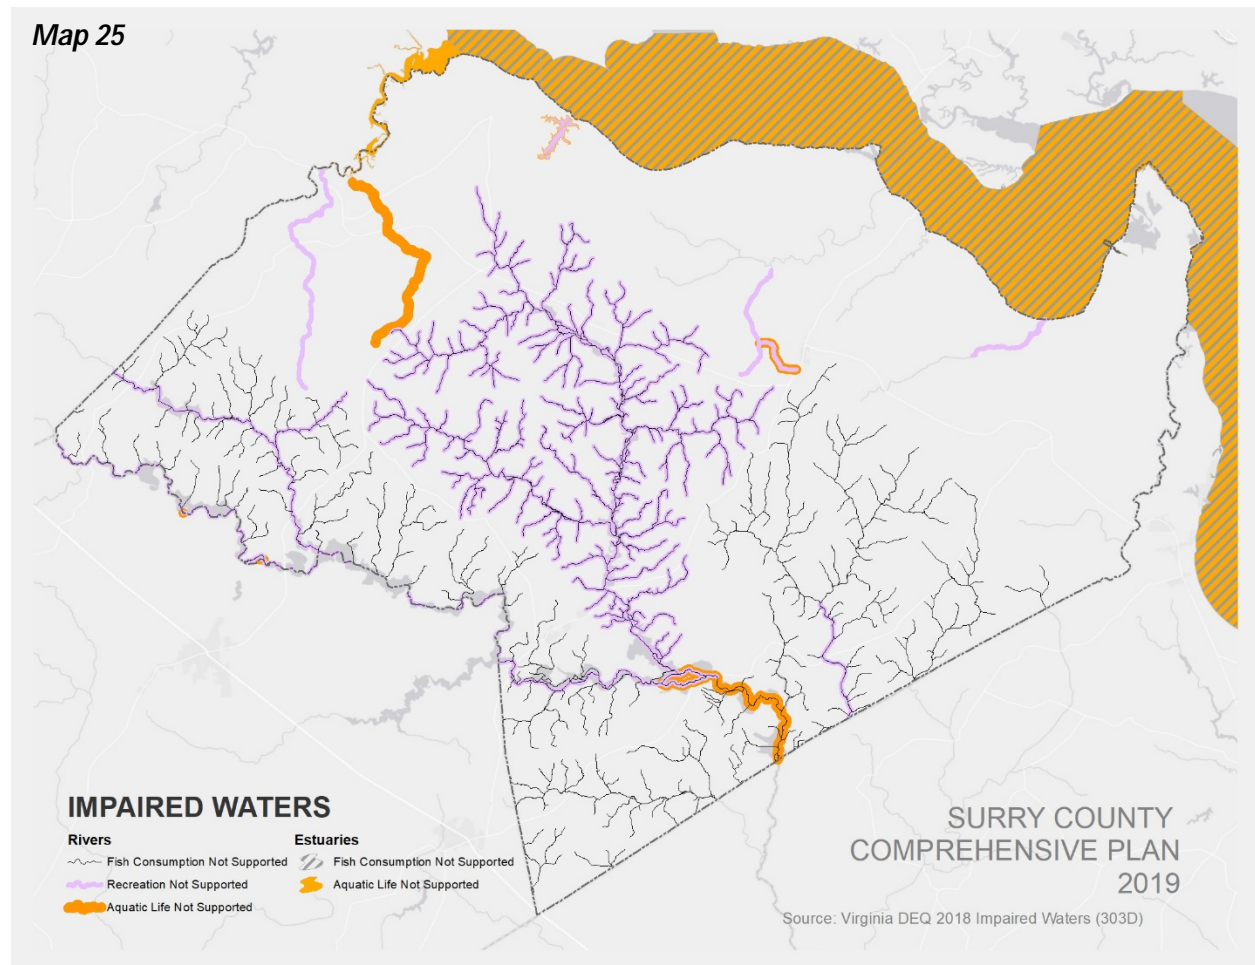 Map 25
IMPAIRED WATERS
Rivers
Fish Consumption Not Supported
Recreation Not Supported
Aquatic Life Not Supported
Estuaries
Fish Consumption Not Supported
Aquatic Life Not Supported
SURRY COUNTY
COMPREHENSIVE PLAN
2019
Source: Virginia DEQ 2018 Impaired Waters (303D)